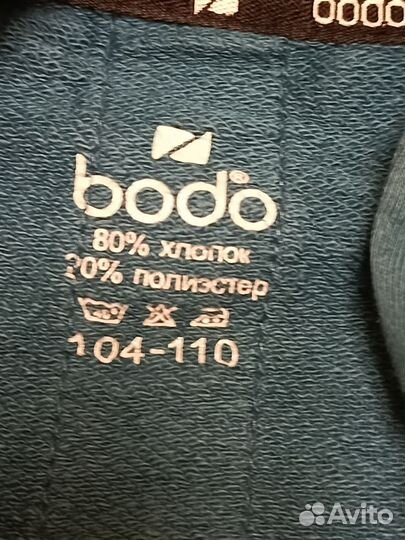 bodo®
80% хлопок
20% полиэстер
104-110
Avito